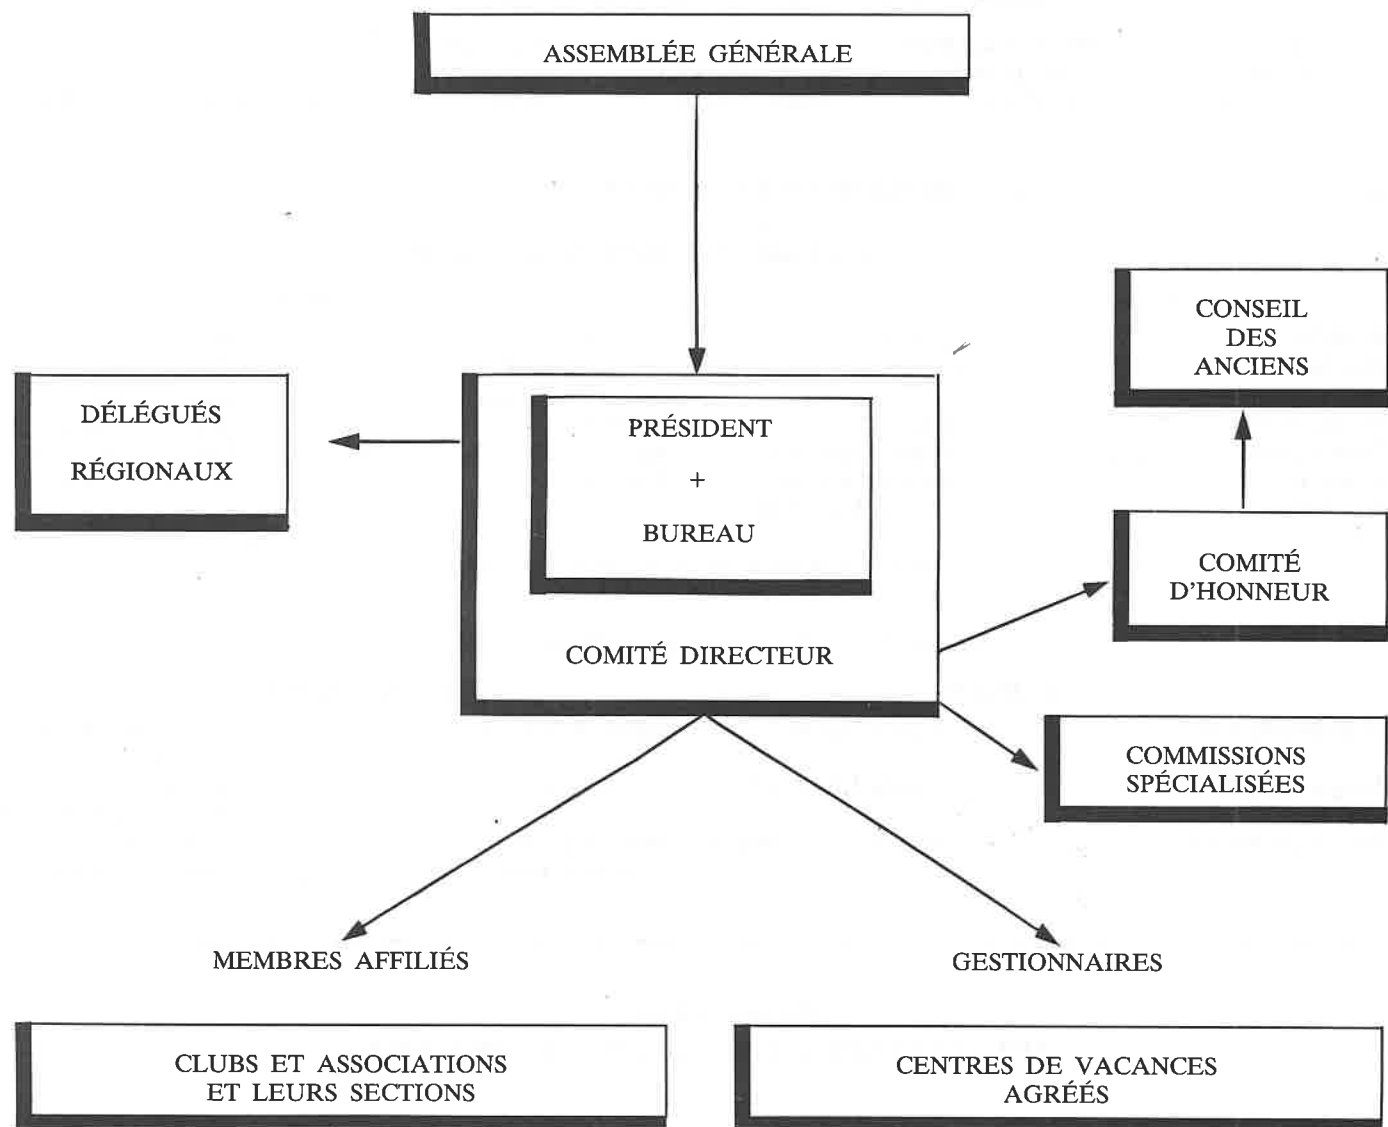 ASSEMBLÉE GÉNÉRALE
CONSEIL
DES
ANCIENS
DÉLÉGUÉS
RÉGIONAUX
PRÉSIDENT
+
BUREAU
COMITÉ DIRECTEUR
COMITÉ
D'HONNEUR
COMMISSIONS
SPÉCIALISÉES
MEMBRES AFFILIÉS
GESTIONNAIRES
CLUBS ET ASSOCIATIONS
ET LEURS SECTIONS
CENTRES DE VACANCES
AGRÉÉS